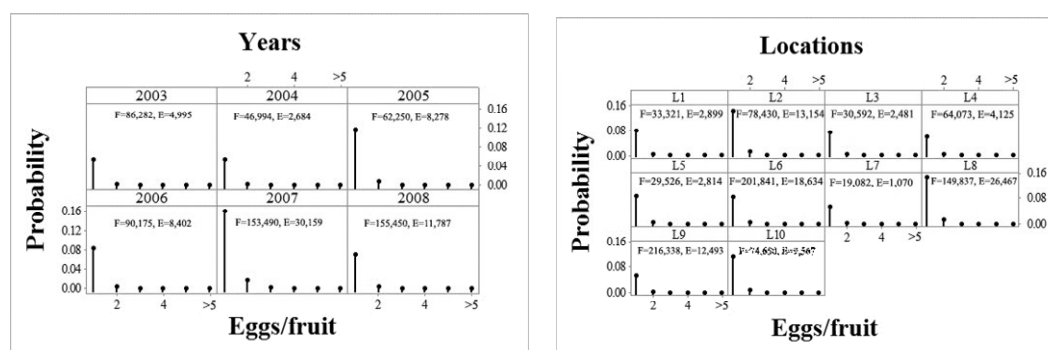 Years
2 4 >5
2003 2004 2005
F=86,282, E=4,995 F=46,994, E=2,684 F=62,250, E=8,278
0.16
0.12
0.04
0.00
2006 2007 2008
F=90,175, E=8,402 F=153,490, E=30,159 F=155,450, E=11,787
0.16
0.12
0.08
0.04
0.00
2 4 >5
Probability
Eggs/fruit
Locations
2 4 >5 2 4 >5
L1 L2 L3 L4
0.16
0.08
0.00
F=33,321, E=2,899 F=78,430, E=13,154 F=30,592, E=2,481 F=64,073, E=4,125
L5 L6 L7 L8
F=29,526, E=2,814 F=201,841, E=18,634 F=19,082, E=1,070 F=149,837, E=26,467
0.16
0.08
0.00
L9 L10
2 4 >5
0.16
0.08
0.00
F=216,338, E=12,493
2 4 >5
Probability
Eggs/fruit